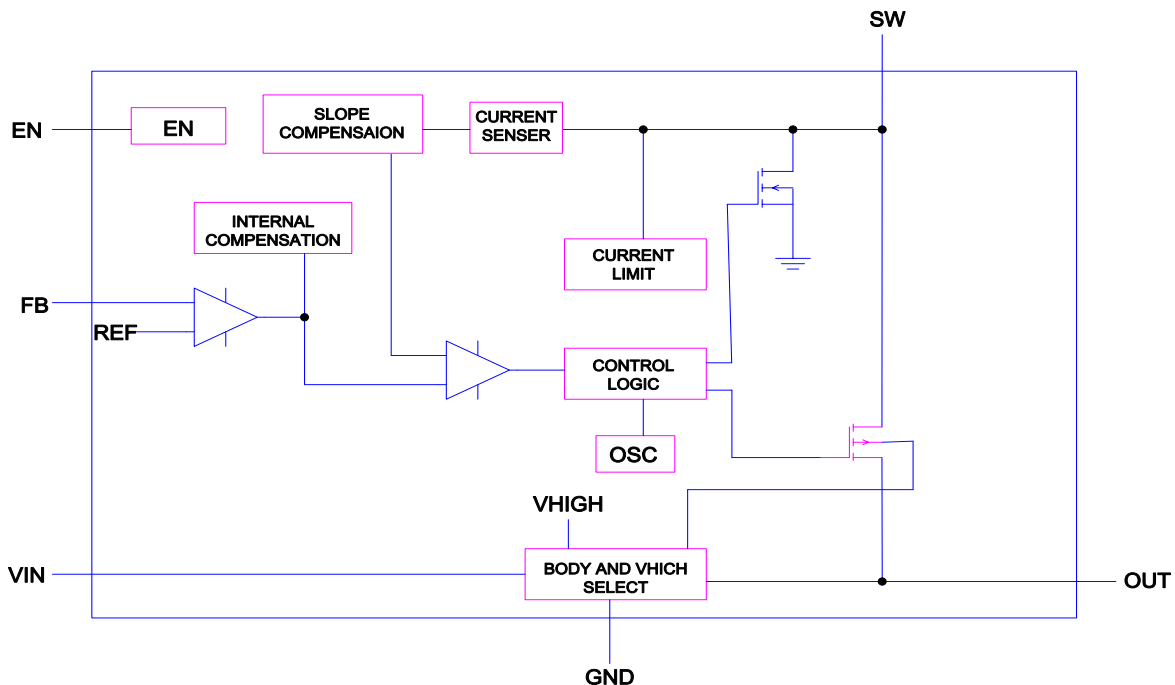 SW
EN
EN
SLOPE
COMPENSAION
CURRENT
SENSER
INTERNAL
COMPENSATION
CURRENT
LIMIT
FB
REF
CONTROL
LOGIC
OSC
VHIGH
VIN
BODY AND VHICH
SELECT
OUT
GND